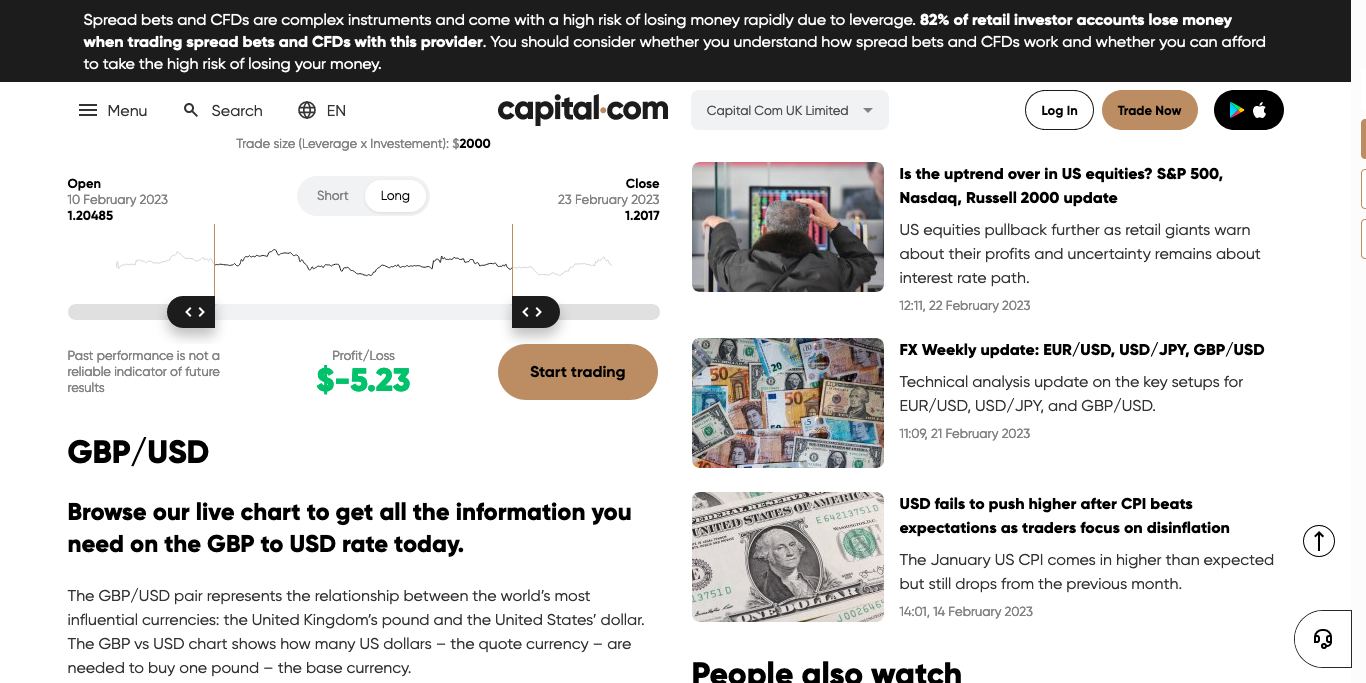 Spread bets and CFDs are complex instruments and come with a high risk of losing money rapidly due to leverage. 82% of retail investor accounts lose money
when trading spread bets and CFDs with this provider. You should consider whether you understand how spread bets and CFDs work and whether you can afford
to take the high risk of losing your money.
Menu
Search
EN
capital.com
Capital Com UK Limited
Log In
Trade Now
Trade size (Leverage x Investement): $2000
Open
10 February 2023
1.20485
Short
Long
Close
23 February 2023
1.2017
Past performance is not a
reliable indicator of future
results
Profit/Loss
$-5.23
Start trading
GBP/USD
Browse our live chart to get all the information you
need on the GBP to USD rate today.
The GBP/USD pair represents the relationship between the world’s most
influential currencies: the United Kingdom’s pound and the United States’ dollar.
The GBP vs USD chart shows how many US dollars – the quote currency – are
needed to buy one pound – the base currency.
Is the uptrend over in US equities? S&P 500,
Nasdaq, Russell 2000 update
US equities pullback further as retail giants warn
about their profits and uncertainty remains about
interest rate path.
12:11, 22 February 2023
FX Weekly update: EUR/USD, USD/JPY, GBP/USD
Technical analysis update on the key setups for
EUR/USD, USD/JPY, and GBP/USD.
11:09, 21 February 2023
USD fails to push higher after CPI beats
expectations as traders focus on disinflation
The January US CPI comes in higher than expected
but still drops from the previous month.
14:01, 14 February 2023
People also watch